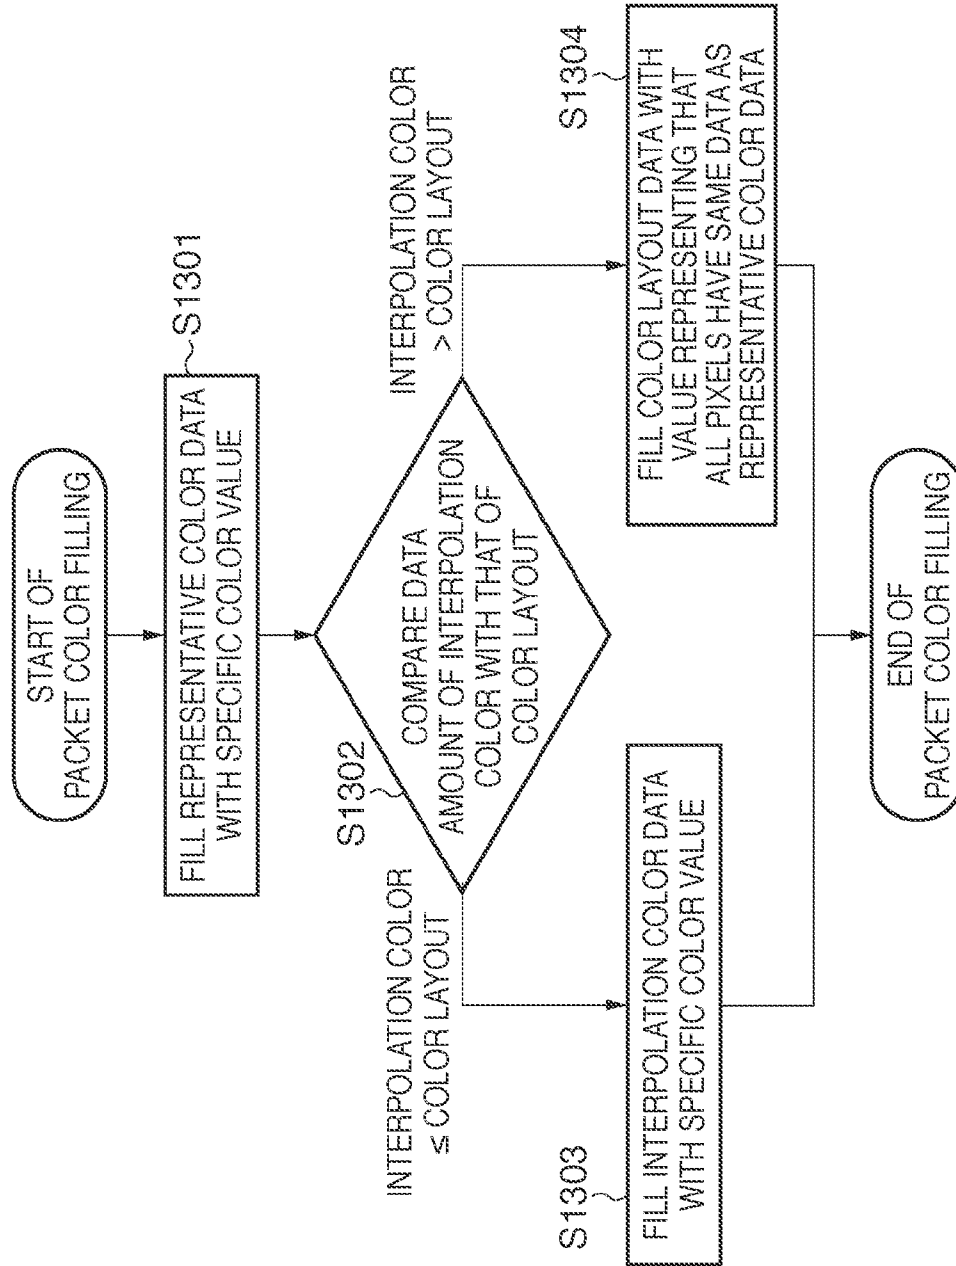 START OF
PACKET COLOR FILLING
S1301
FILL REPRESENTATIVE COLOR DATA
WITH SPECIFIC COLOR VALUE
S1302
COMPARE DATA
AMOUNT OF INTERPOLATION
COLOR WITH THAT OF
COLOR LAYOUT
INTERPOLATION COLOR
≤ COLOR LAYOUT
INTERPOLATION COLOR
> COLOR LAYOUT
S1303
FILL INTERPOLATION COLOR DATA
WITH SPECIFIC COLOR VALUE
S1304
FILL COLOR LAYOUT DATA WITH
VALUE REPRESENTING THAT
ALL PIXELS HAVE SAME DATA AS
REPRESENTATIVE COLOR DATA
END OF
PACKET COLOR FILLING